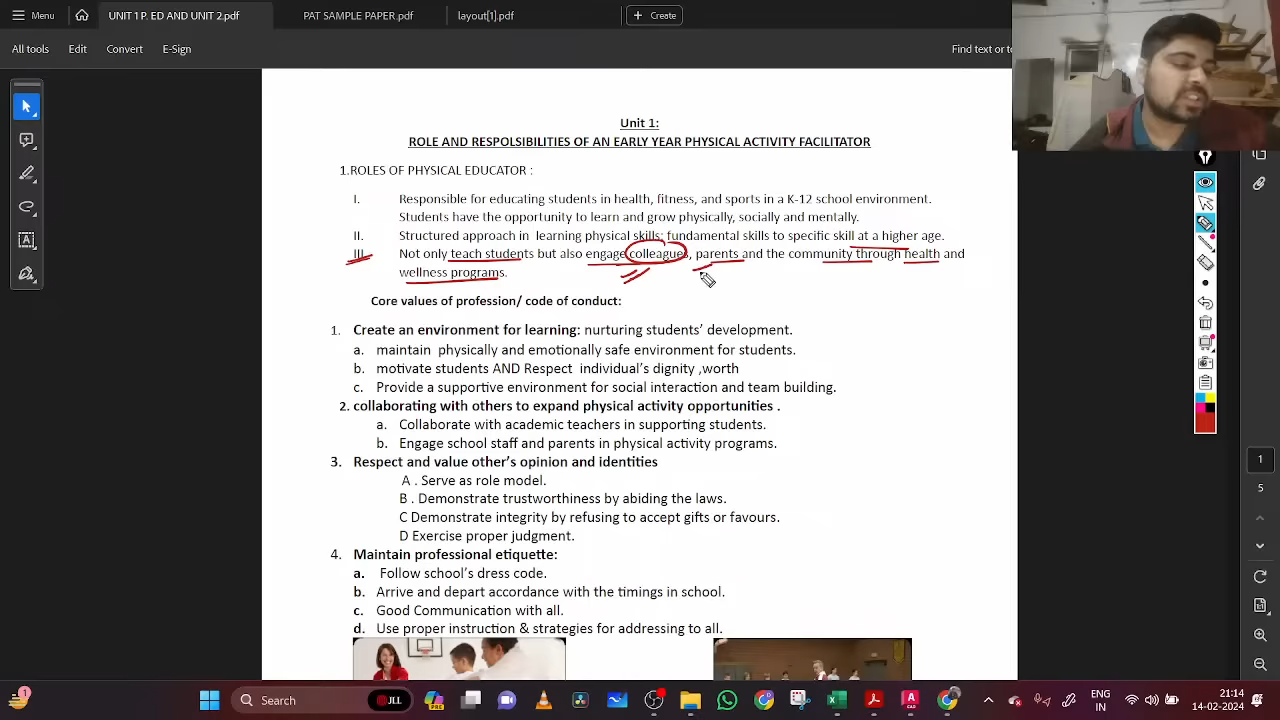 Menu
UNIT 1 P. ED AND UNIT 2.pdf
PAT SAMPLE PAPER.pdf
layout[1].pdf
+ Create
All tools Edit Convert E-Sign
Find text or to
Unit 1:
ROLE AND RESPOLSIBILITIES OF AN EARLY YEAR PHYSICAL ACTIVITY FACILITATOR
1.ROLES OF PHYSICAL EDUCATOR :
I. Responsible for educating students in health, fitness, and sports in a K-12 school environment.
Students have the opportunity to learn and grow physically, socially and mentally.
II. Structured approach in learning physical skills; fundamental skills to specific skill at a higher age.
III. Not only teach students but also engage colleagues, parents and the community through health and
wellness programs.
Core values of profession/ code of conduct:
1. Create an environment for learning: nurturing students’ development.
a. maintain physically and emotionally safe environment for students.
b. motivate students AND Respect individual’s dignity ,worth
c. Provide a supportive environment for social interaction and team building.
2. collaborating with others to expand physical activity opportunities .
a. Collaborate with academic teachers in supporting students.
b. Engage school staff and parents in physical activity programs.
3. Respect and value other’s opinion and identities
A . Serve as role model.
B . Demonstrate trustworthiness by abiding the laws.
C Demonstrate integrity by refusing to accept gifts or favours.
D Exercise proper judgment.
4. Maintain professional etiquette:
a. Follow school’s dress code.
b. Arrive and depart accordance with the timings in school.
c. Good Communication with all.
d. Use proper instruction & strategies for addressing to all.
1
5
1
Search
JLL
PRE
ENG
IN
21:14
14-02-2024